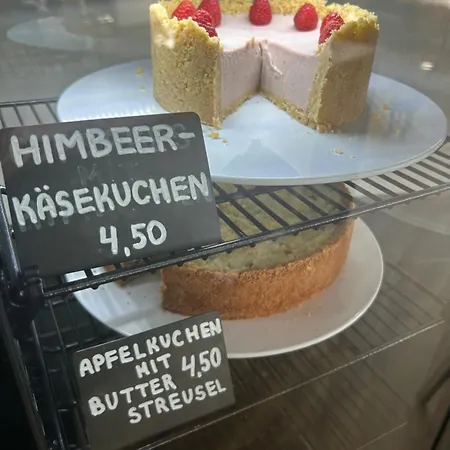 HIMBEER-
KÄSEKUCHEN
4,50
APFELKUCHEN
MIT
BUTTER 4,50
STREUSEL